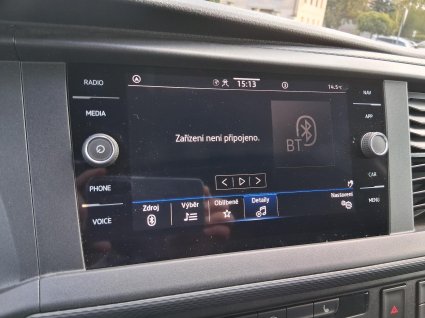 RADIO
MEDIA
PHONE
VOICE
15:13
14.5°C
NAV
APP
CAR
MENU
Zařízení není připojeno.
BT
Zdroj
Výběr
Oblíbené
Detaily
Nastavení